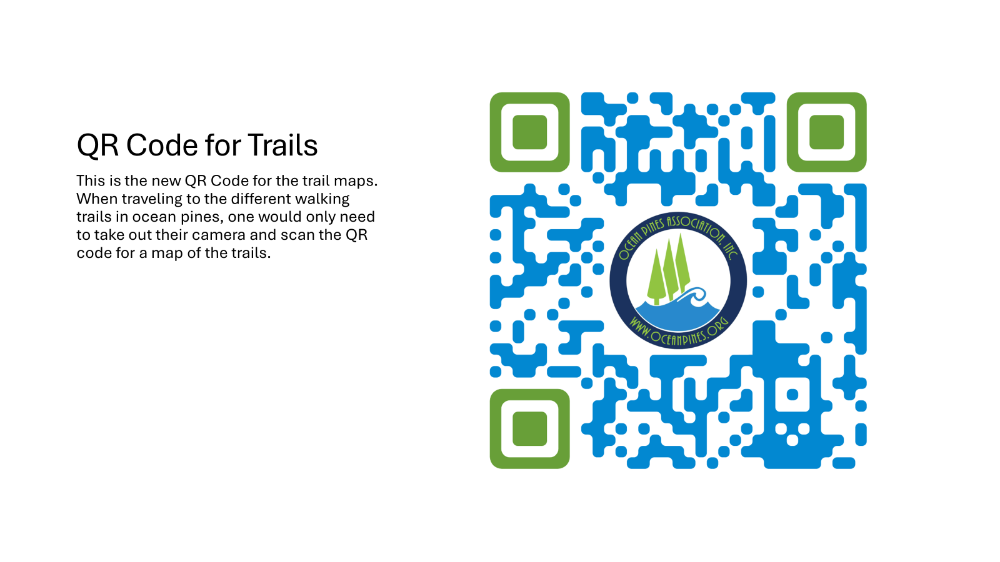 QR Code for Trails
This is the new QR Code for the trail maps.
When traveling to the different walking
trails in ocean pines, one would only need
to take out their camera and scan the QR
code for a map of the trails.
OCEAN PINES ASSOCIATION, INC.
WWW.OCEANPINES.ORG